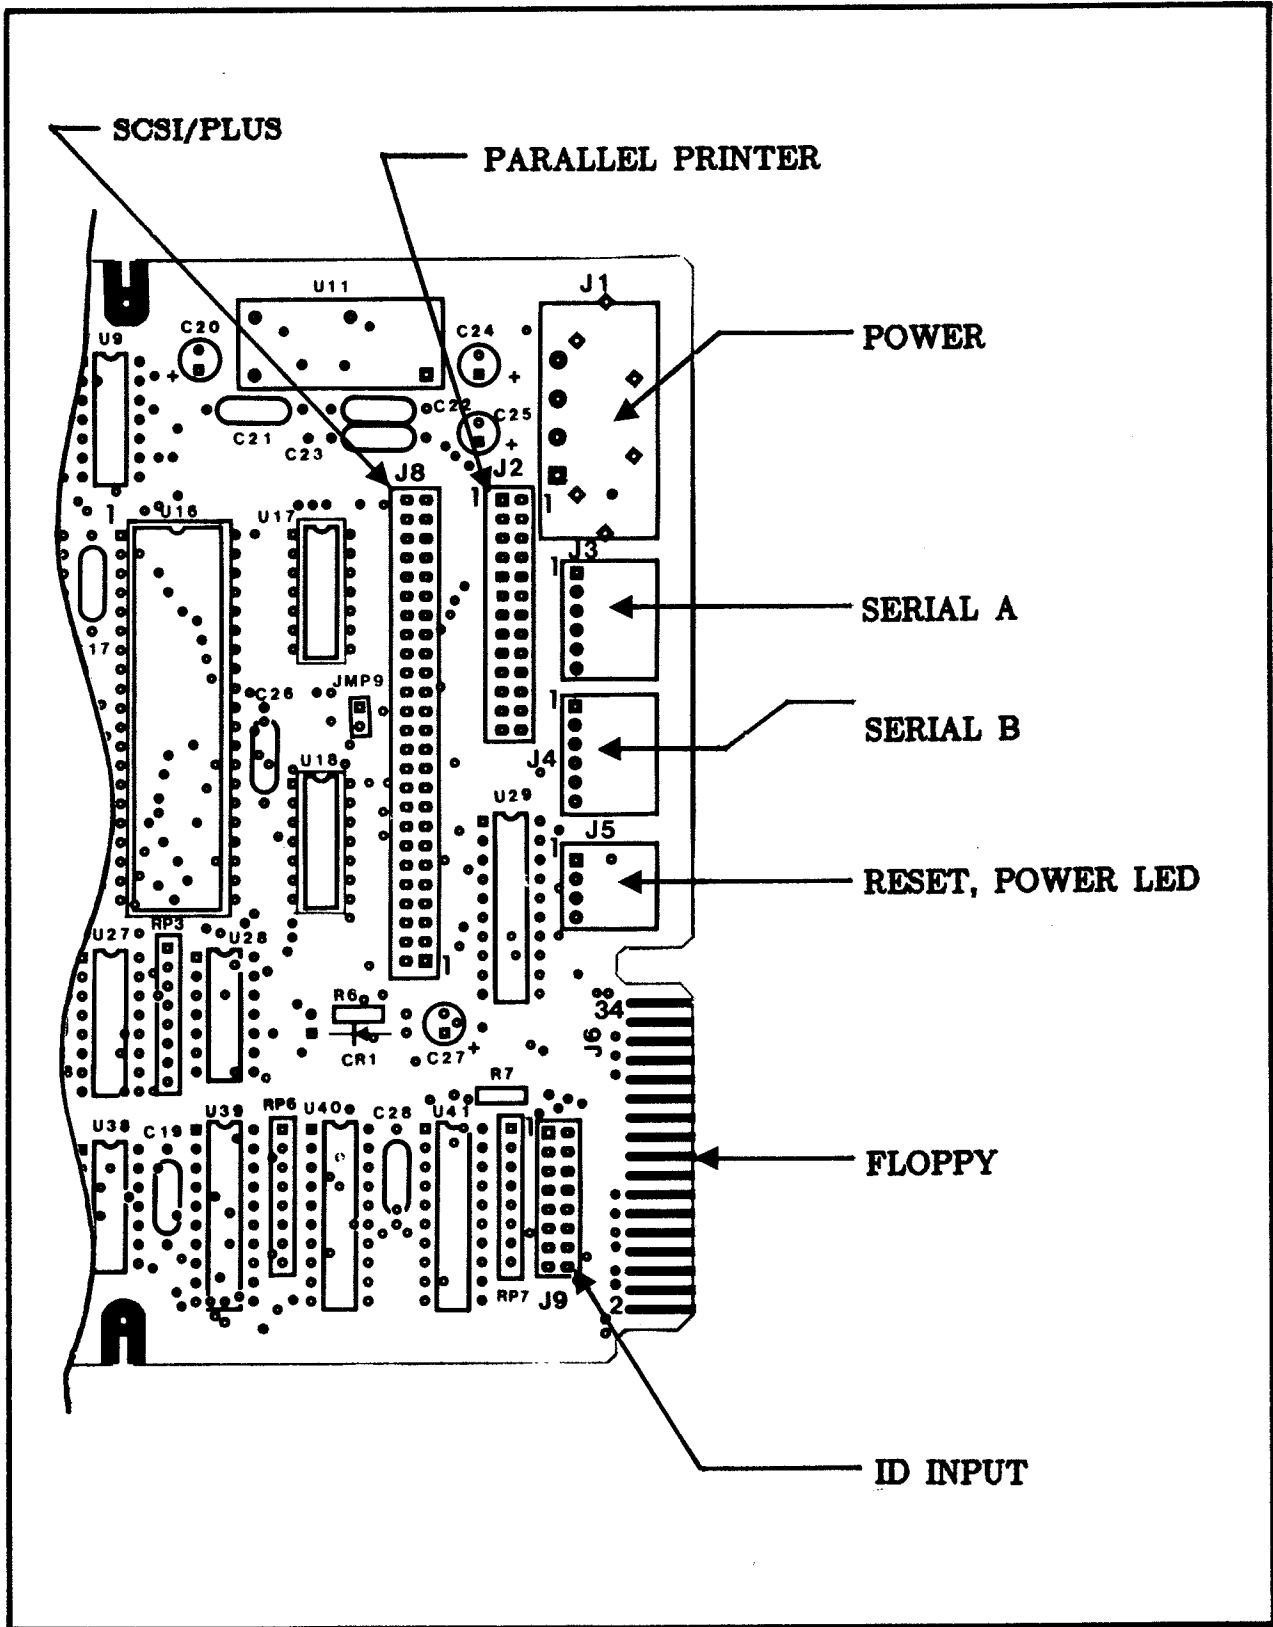 SCSI/PLUS
PARALLEL PRINTER
U11
J1
C20
C24
U9
POWER
+
+
C22
C25
C21
C23
+
J8
J2
1
1
1
U16
U17
J3
1
SERIAL A
17
JMP9
C26
1
SERIAL B
J4
U18
U29
J5
1
RESET, POWER LED
RP3
U27
U28
1
R6
34
J6
CR1
C27
+
R7
U38
C19
U39
RP6
U40
C28
U41
1
FLOPPY
RP7
J9
2
ID INPUT